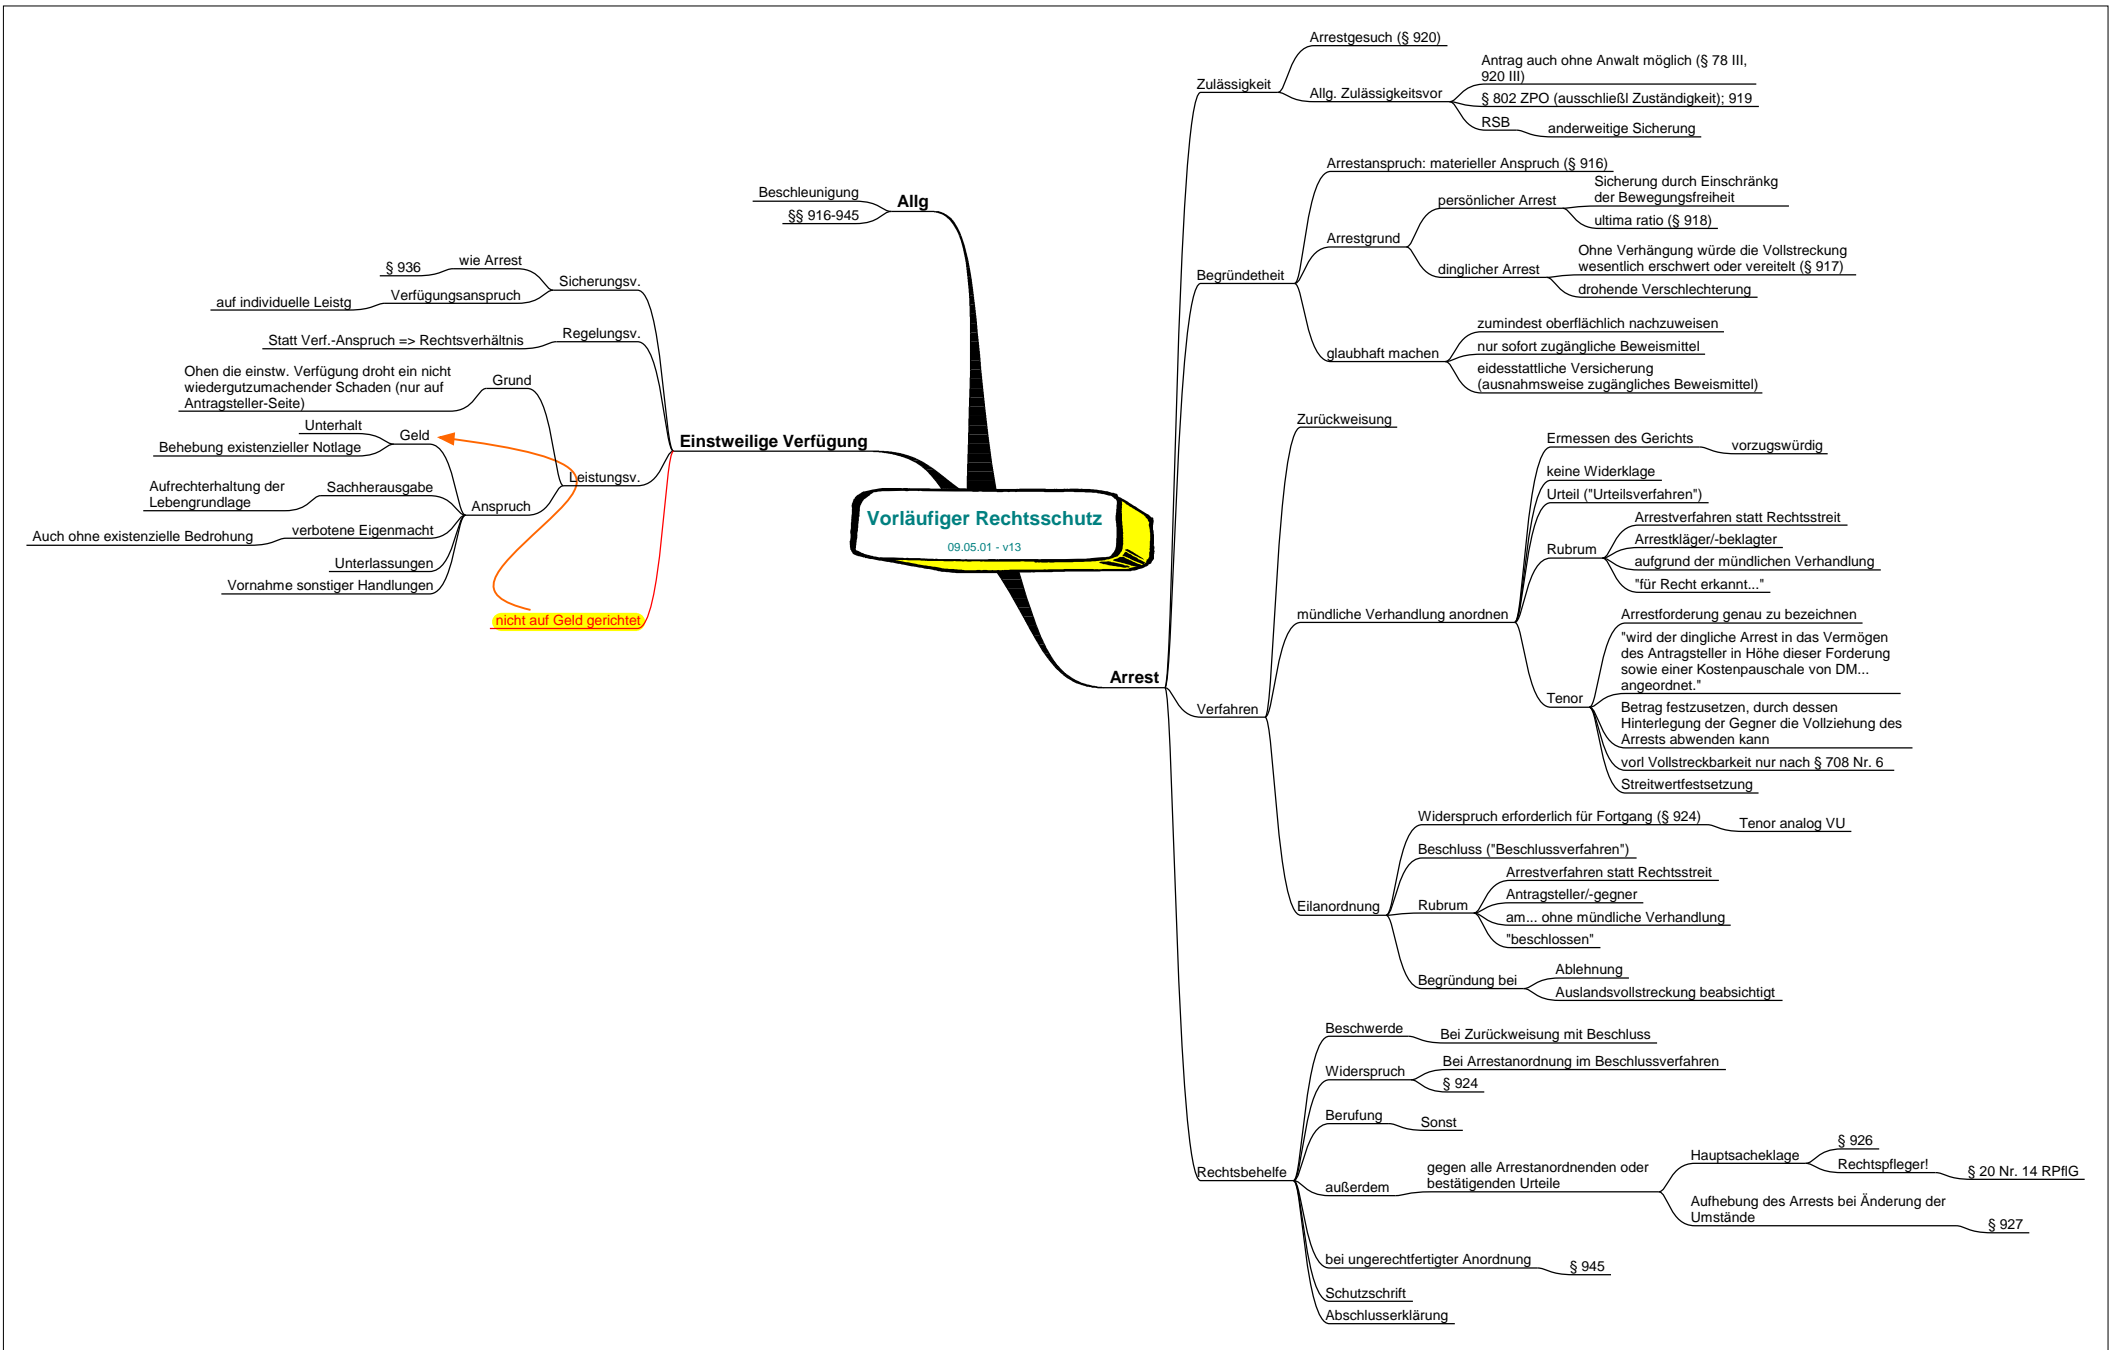 Vorläufiger Rechtsschutz
09.05.01 - v13
Allg
Beschleunigung
§§ 916-945
Einstweilige Verfügung
Sicherungsv.
wie Arrest
§ 936
Verfügungsanspruch
auf individuelle Leistg
Regelungsv.
Statt Verf.-Anspruch => Rechtsverhältnis
Leistungsv.
Grund
Ohen die einstw. Verfügung droht ein nicht
wiedergutzumachender Schaden (nur auf
Antragsteller-Seite)
Anspruch
Geld
Unterhalt
Behebung existenzieller Notlage
Sachherausgabe
Aufrechterhaltung der
Lebengrundlage
verbotene Eigenmacht
Auch ohne existenzielle Bedrohung
Unterlassungen
Vornahme sonstiger Handlungen
nicht auf Geld gerichtet
Arrest
Zulässigkeit
Arrestgesuch (§ 920)
Allg. Zulässigkeitsvor
Antrag auch ohne Anwalt möglich (§ 78 III,
920 III)
§ 802 ZPO (ausschließl Zuständigkeit); 919
RSB
anderweitige Sicherung
Begründetheit
Arrestanspruch: materieller Anspruch (§ 916)
Arrestgrund
persönlicher Arrest
Sicherung durch Einschränkg
der Bewegungsfreiheit
ultima ratio (§ 918)
dinglicher Arrest
Ohne Verhängung würde die Vollstreckung
wesentlich erschwert oder vereitelt (§ 917)
drohende Verschlechterung
glaubhaft machen
zumindest oberflächlich nachzuweisen
nur sofort zugängliche Beweismittel
eidesstattliche Versicherung
(ausnahmsweise zugängliches Beweismittel)
Verfahren
Zurückweisung
mündliche Verhandlung anordnen
Ermessen des Gerichts
vorzugswürdig
keine Widerklage
Urteil ("Urteilsverfahren")
Rubrum
Arrestverfahren statt Rechtsstreit
Arrestkläger/-beklagter
aufgrund der mündlichen Verhandlung
"für Recht erkannt..."
Tenor
Arrestforderung genau zu bezeichnen
"wird der dingliche Arrest in das Vermögen
des Antragsteller in Höhe dieser Forderung
sowie einer Kostenpauschale von DM...
angeordnet."
Betrag festzusetzen, durch dessen
Hinterlegung der Gegner die Vollziehung des
Arrests abwenden kann
vorl Vollstreckbarkeit nur nach § 708 Nr. 6
Streitwertfestsetzung
Eilanordnung
Widerspruch erforderlich für Fortgang (§ 924)
Tenor analog VU
Beschluss ("Beschlussverfahren")
Rubrum
Arrestverfahren statt Rechtsstreit
Antragsteller/-gegner
am... ohne mündliche Verhandlung
"beschlossen"
Begründung bei
Ablehnung
Auslandsvollstreckung beabsichtigt
Rechtsbehelfe
Beschwerde
Bei Zurückweisung mit Beschluss
Widerspruch
Bei Arrestanordnung im Beschlussverfahren
§ 924
Berufung
Sonst
außerdem
gegen alle Arrestanordnenden oder
bestätigenden Urteile
Hauptsacheklage
§ 926
Rechtspfleger!
§ 20 Nr. 14 RPflG
Aufhebung des Arrests bei Änderung der
Umstände
§ 927
bei ungerechtfertigter Anordnung
§ 945
Schutzschrift
Abschlusserklärung